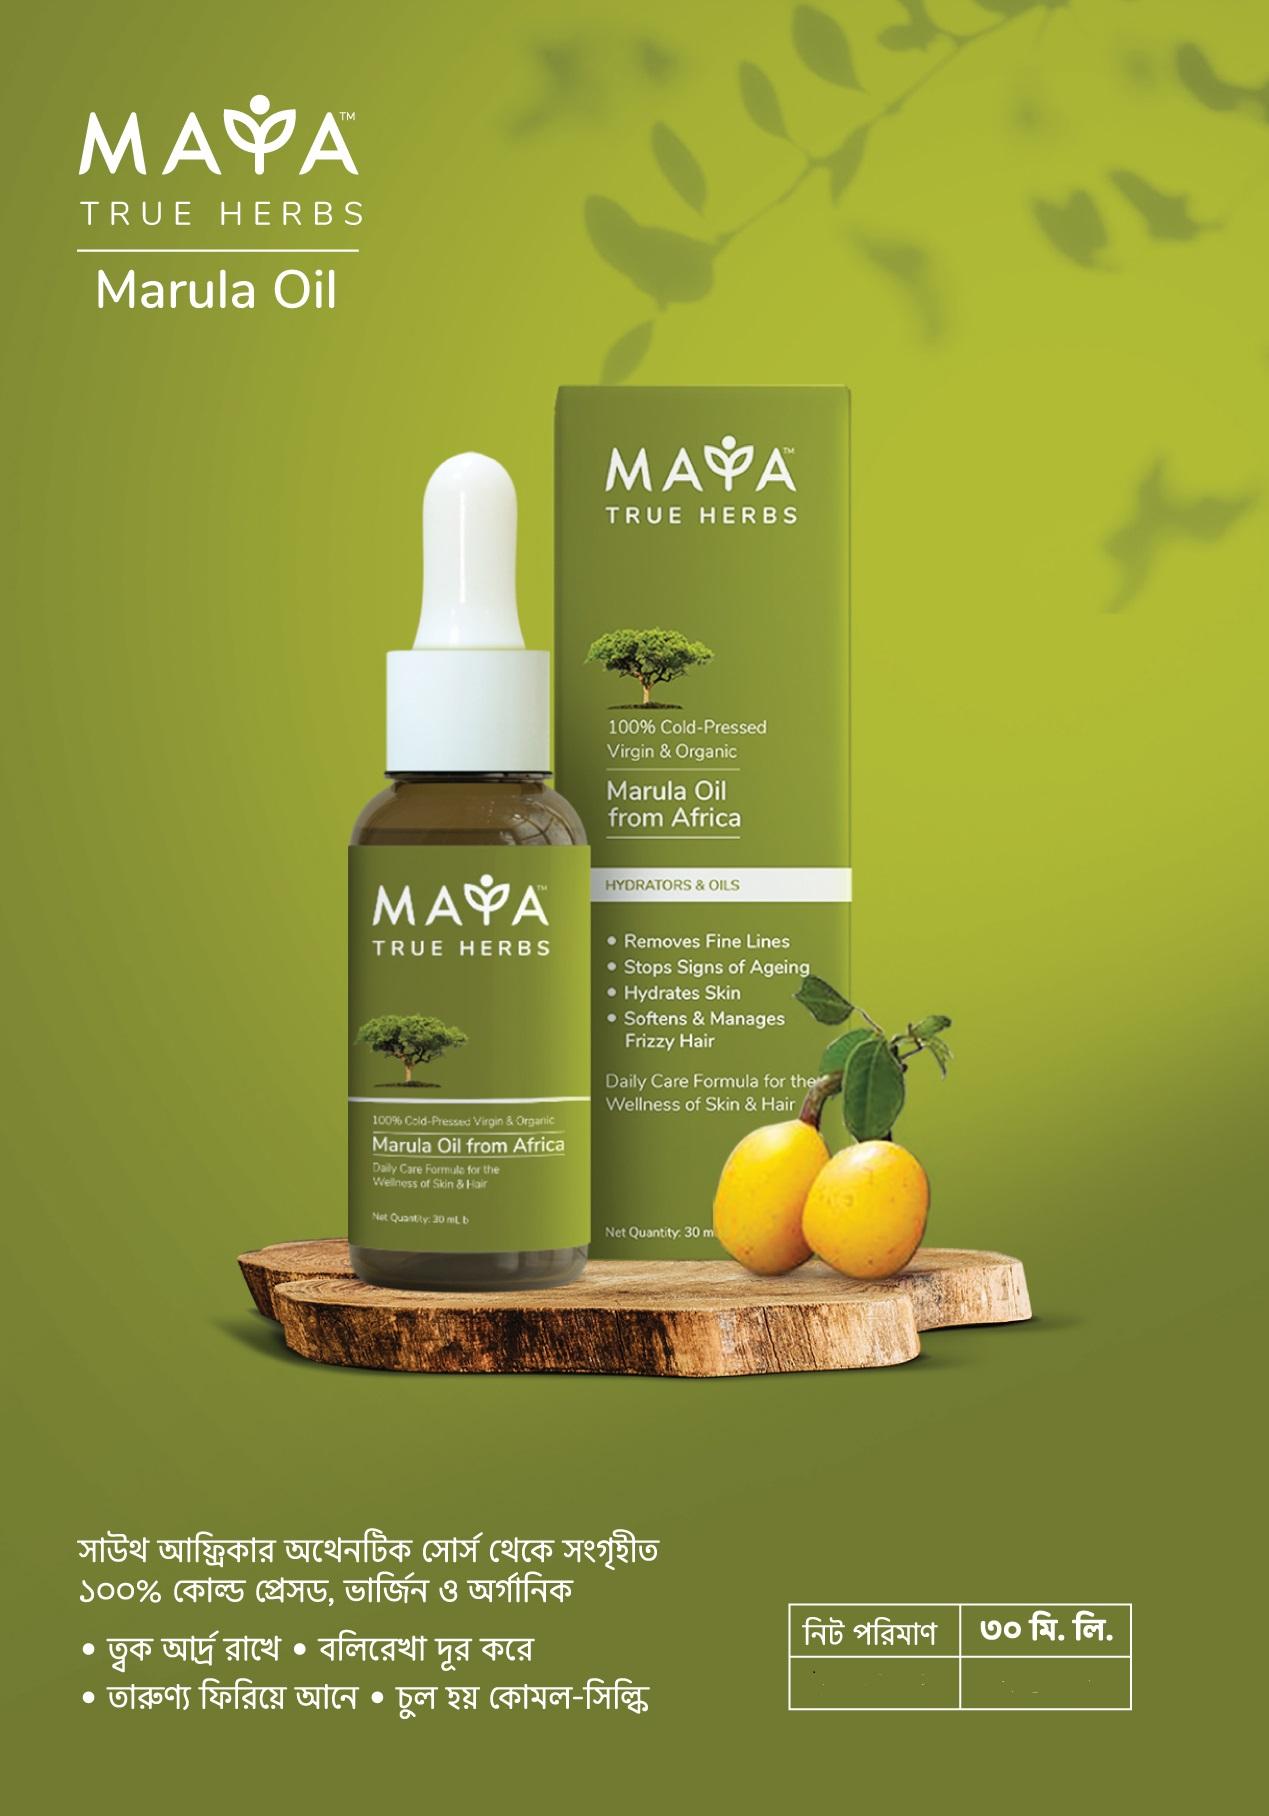 MAYA™
TRUE HERBS
Marula Oil
MAYA™
TRUE HERBS
100% Cold-Pressed
Virgin & Organic
Marula Oil
from Africa
HYDRATORS & OILS
• Removes Fine Lines
• Stops Signs of Ageing
• Hydrates Skin
• Softens & Manages
Frizzy Hair
Daily Care Formula for the
Wellness of Skin & Hair
Net Quantity: 30 m
MAYA™
TRUE HERBS
100% Cold-Pressed Virgin & Organic
Marula Oil from Africa
Daily Care Formula for the
Wellness of Skin & Hair
Net Quantity: 30 mL b
সাউথ আফ্রিকার অথেনটিক সোর্স থেকে সংগৃহীত
১০০% কোল্ড প্রেসড, ভার্জিন ও অর্গানিক
• ত্বক আর্দ্র রাখে • বলিরেখা দূর করে
• তারুণ্য ফিরিয়ে আনে • চুল হয় কোমল-সিল্কি
নিট পরিমাণ ৩০ মি. লি.